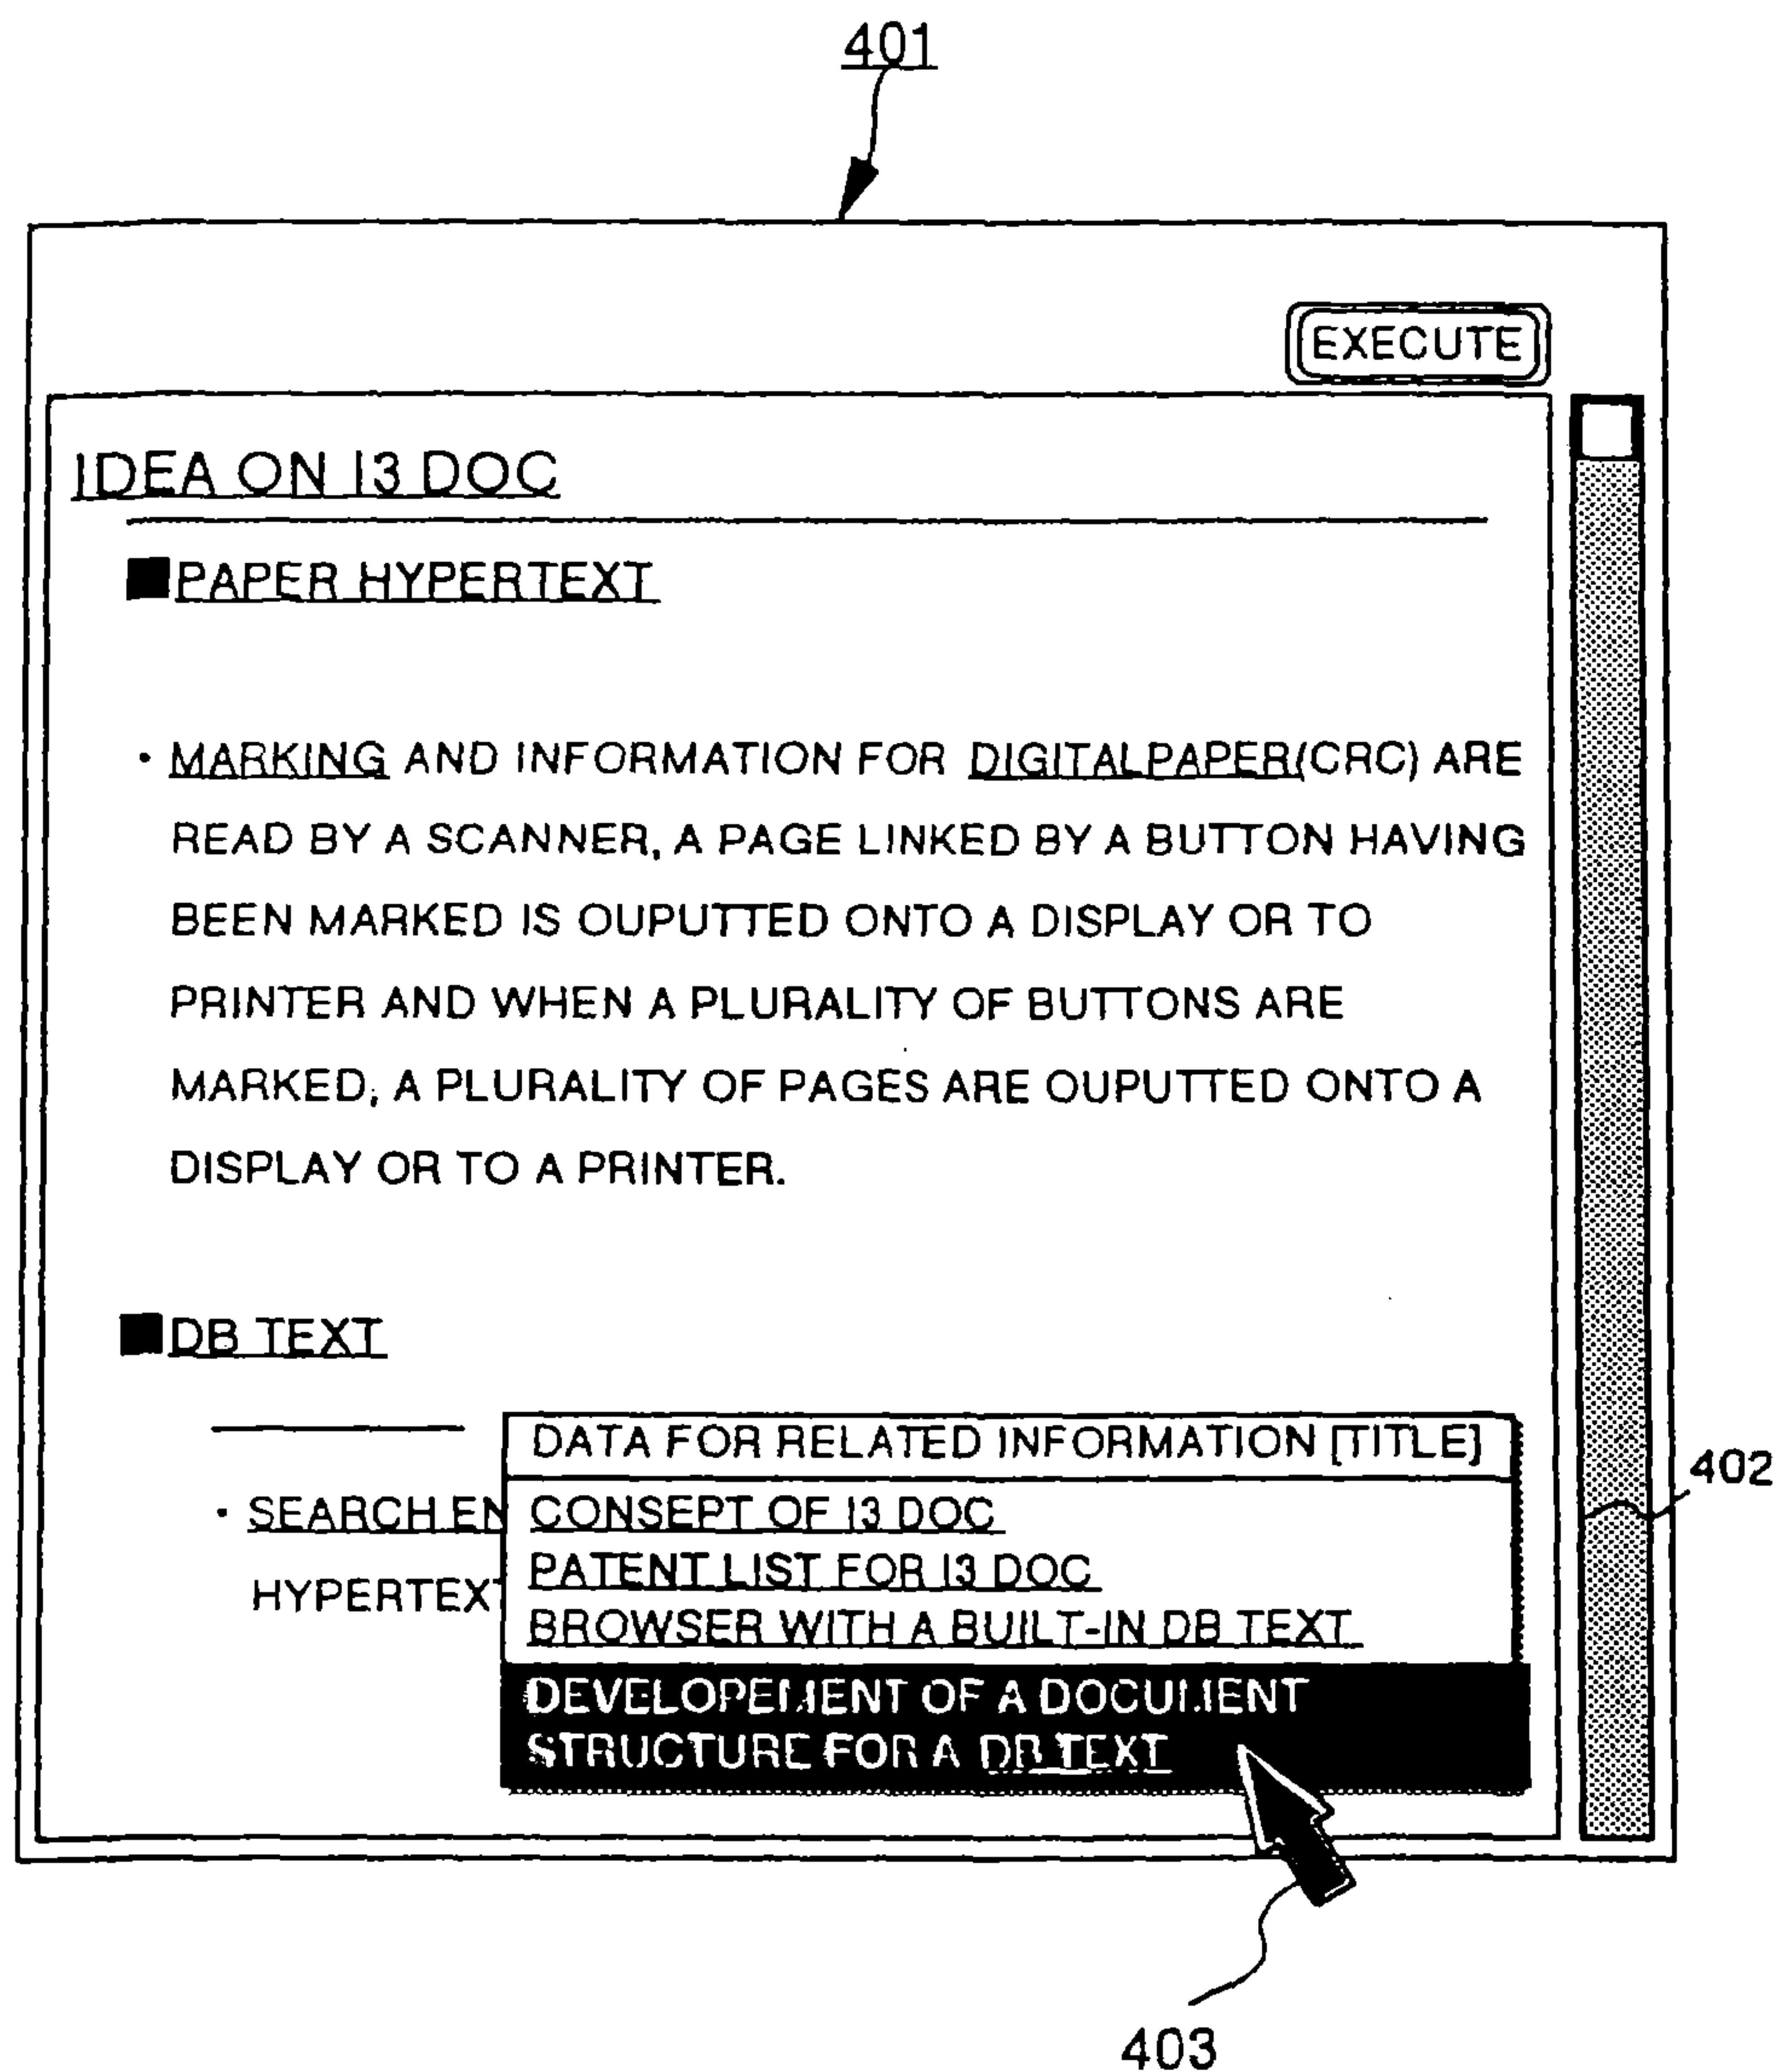 401
EXECUTE
IDEA ON I3 DOC
■PAPER HYPERTEXT
・MARKING AND INFORMATION FOR DIGITALPAPER(CRC) ARE
READ BY A SCANNER, A PAGE LINKED BY A BUTTON HAVING
BEEN MARKED IS OUPUTTED ONTO A DISPLAY OR TO
PRINTER AND WHEN A PLURALITY OF BUTTONS ARE
MARKED, A PLURALITY OF PAGES ARE OUPUTTED ONTO A
DISPLAY OR TO A PRINTER.
■DB TEXT
・SEARCH EN
HYPERTEXT
DATA FOR RELATED INFORMATION [TITLE]
CONSEPT OF I3 DOC
PATENT LIST FOR I3 DOC
BROWSER WITH A BUILT-IN DB TEXT
DEVELOPEMENT OF A DOCUMENT
STRUCTURE FOR A DB TEXT
402
403